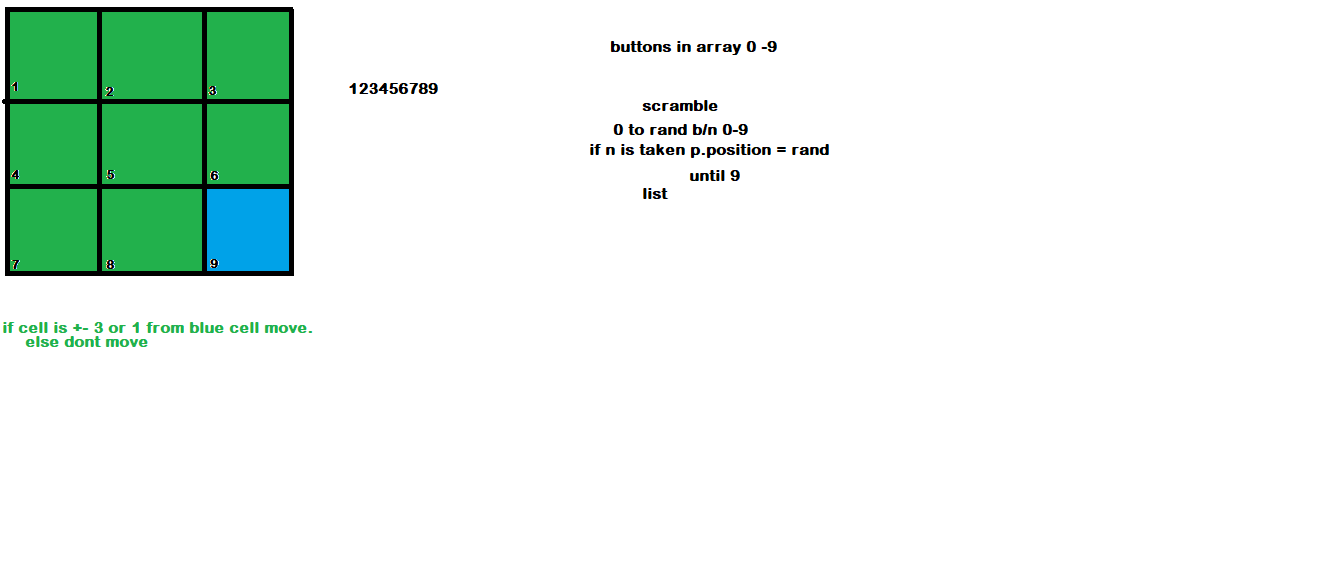 1
2
3
4
5
6
7
8
9
123456789
buttons in array 0 -9
scramble
0 to rand b/n 0-9
if n is taken p.position = rand
until 9
list
if cell is +- 3 or 1 from blue cell move.
else dont move